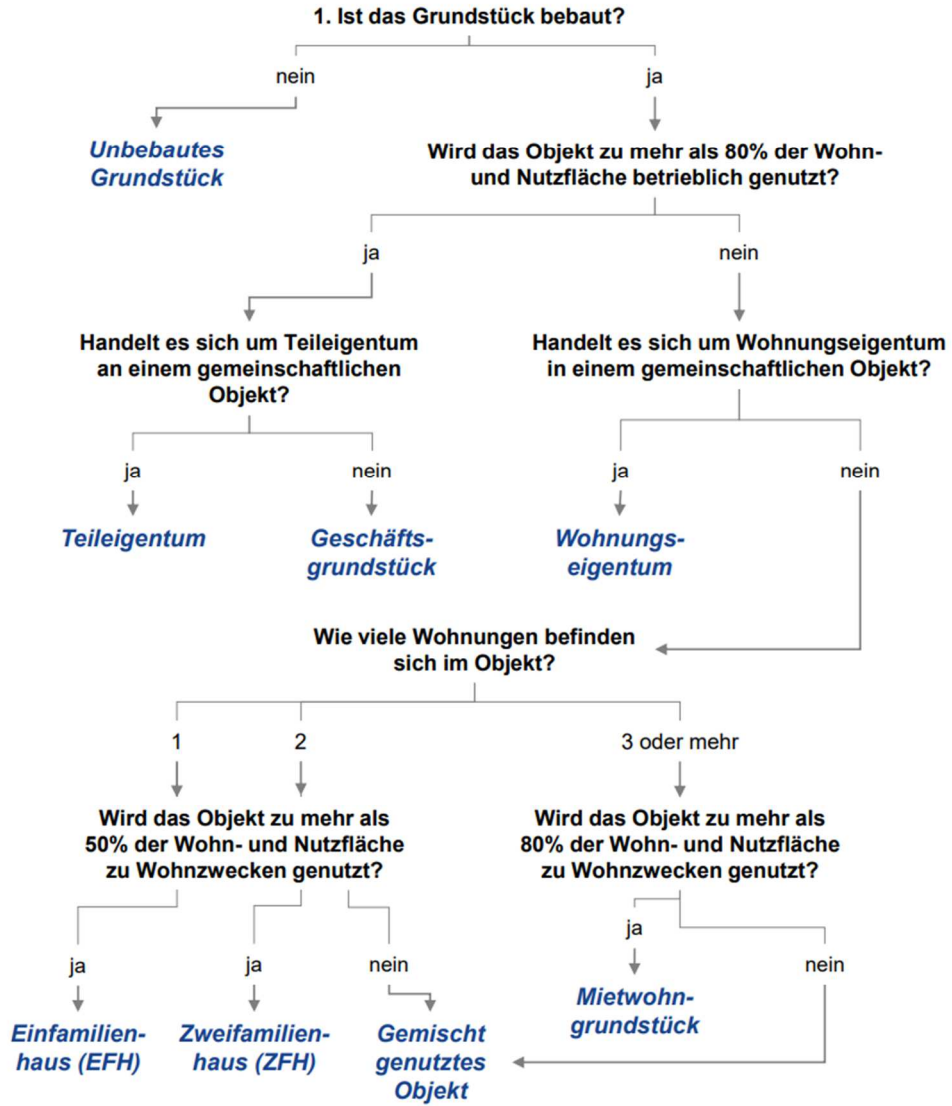 1. Ist das Grundstück bebaut?
nein
ja
Unbebautes
Grundstück
Wird das Objekt zu mehr als 80% der Wohn-
und Nutzfläche betrieblich genutzt?
ja
nein
Handelt es sich um Teileigentum
an einem gemeinschaftlichen
Objekt?
Handelt es sich um Wohnungseigentum
in einem gemeinschaftlichen Objekt?
ja
nein
ja
nein
Teileigentum
Geschäfts-
grundstück
Wohnungs-
eigentum
Wie viele Wohnungen befinden
sich im Objekt?
1
2
3 oder mehr
Wird das Objekt zu mehr als
50% der Wohn- und Nutzfläche
zu Wohnzwecken genutzt?
Wird das Objekt zu mehr als
80% der Wohn- und Nutzfläche
zu Wohnzwecken genutzt?
ja
ja
nein
ja
nein
Einfamilien-
haus (EFH)
Zweifamilien-
haus (ZFH)
Gemischt
genutztes
Objekt
Mietwohn-
grundstück